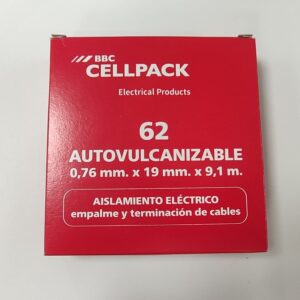 BBC
CELLPACK
Electrical Products
62
AUTOVULCANIZABLE
0,76 mm. x 19 mm. x 9,1 m.
AISLAMIENTO ELÉCTRICO
empalme y terminación de cables